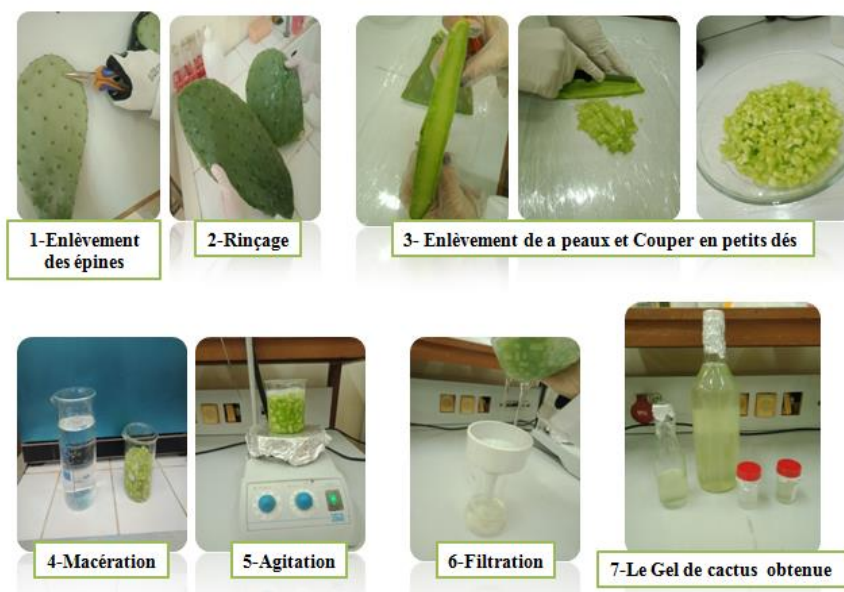 1-Enlèvement
des épines
2-Rinçage
3- Enlèvement de a peaux et Couper en petits dés
4-Macération
5-Agitation
6-Filtration
7-Le Gel de cactus obtenue